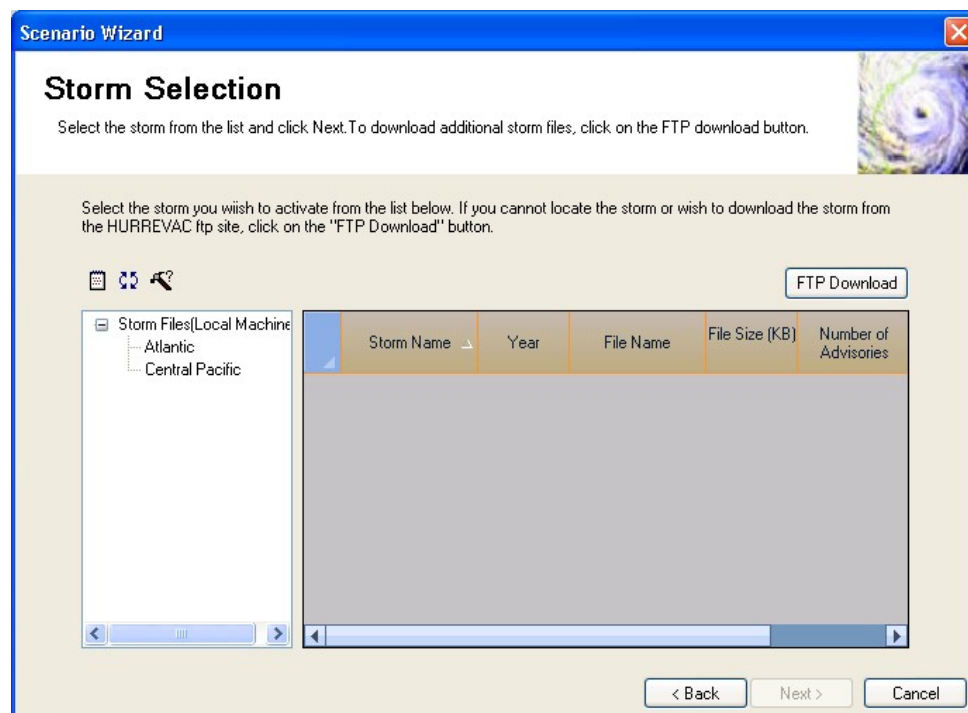 Scenario Wizard
Storm Selection
Select the storm from the list and click Next.To download additional storm files, click on the FTP download button.
Select the storm you wiish to activate from the list below. If you cannot locate the storm or wish to download the storm from
the HURREVAC ftp site, click on the "FTP Download" button.
FTP Download
Storm Files(Local Machine
Atlantic
Central Pacific
Storm Name
Year
File Name
File Size (KB)
Number of
Advisories
< Back
Next >
Cancel